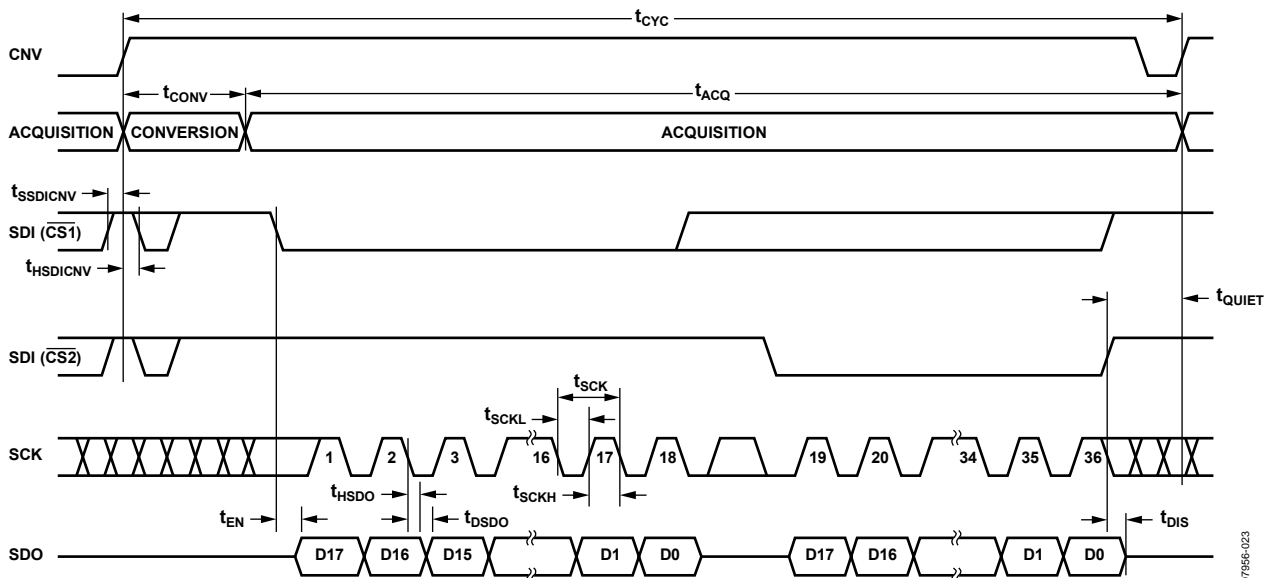 tCYC
CNV
tCONV
tACQ
ACQUISITION CONVERSION ACQUISITION
tSSDICNV
SDI (CS1)
tHSDICNV
tQUIET
SDI (CS2)
tSCK
tSCKL
SCK 1 2 3 16 17 18 19 20 34 35 36
tHSDO
tSCKH
tEN
tDSDO
tDIS
SDO D17 D16 D15 D1 D0 D17 D16 D1 D0